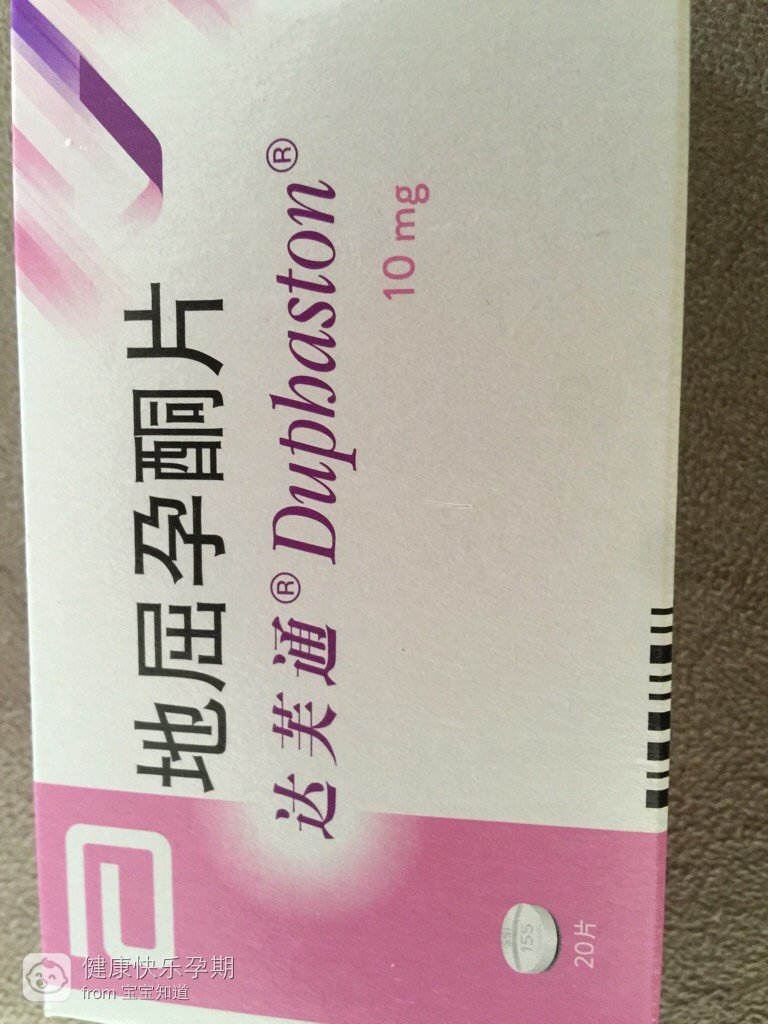 地屈孕酮片
达芙通® Duphaston®
10 mg
155
20片
健康快乐孕期
from 宝宝知道